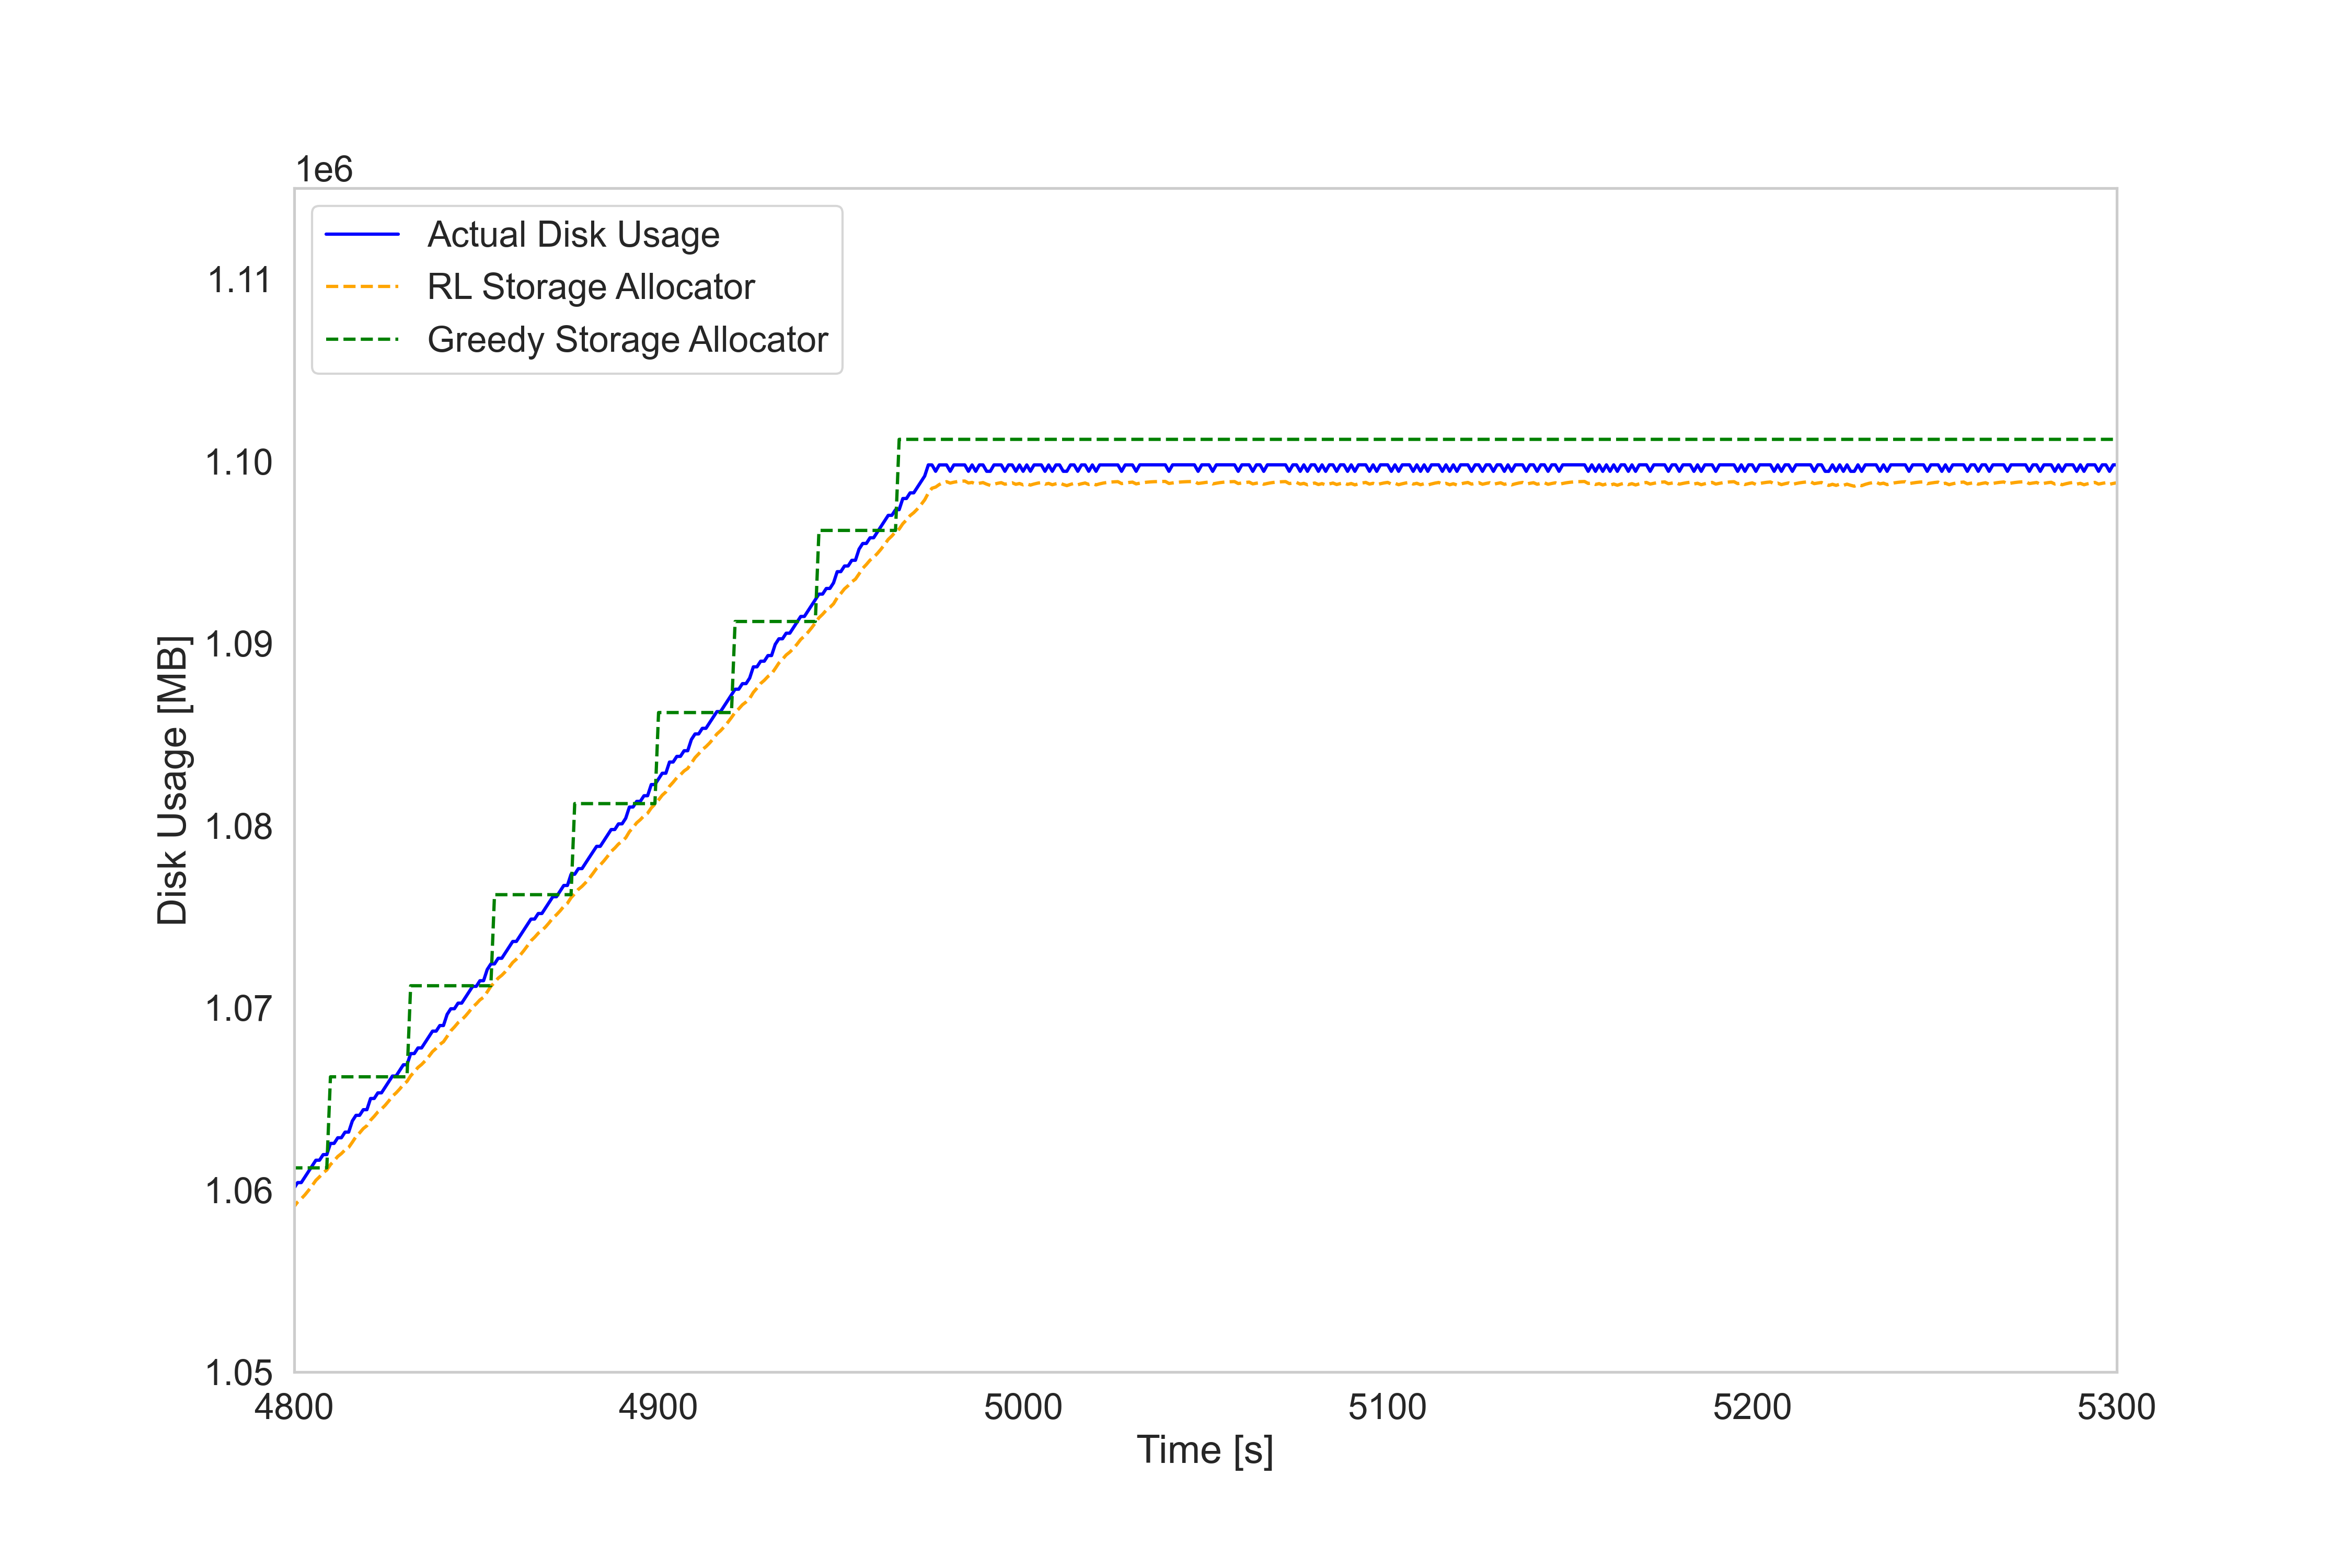 1e6
Actual Disk Usage
RL Storage Allocator
Greedy Storage Allocator
1.11
1.10
1.09
1.08
1.07
1.06
1.05
Disk Usage [MB]
4800 4900 5000 5100 5200 5300
Time [s]